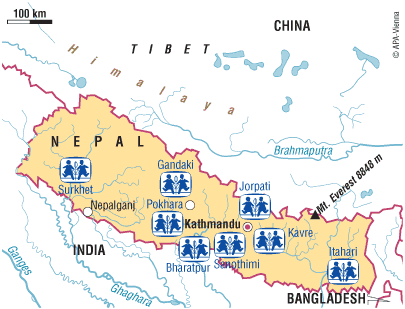 100 km
CHINA
© APA-Vienna
TIBET
Himalaya
NEPAL
Brahmaputra
Gandaki
Surkhet
Jorpati
Mt. Everest 8848 m
Nepalganj
Pokhara
Kathmandu
Kavre
INDIA
Itahari
Bharatpur
Sanothimi
Ganges
Ghaghara
BANGLADESH